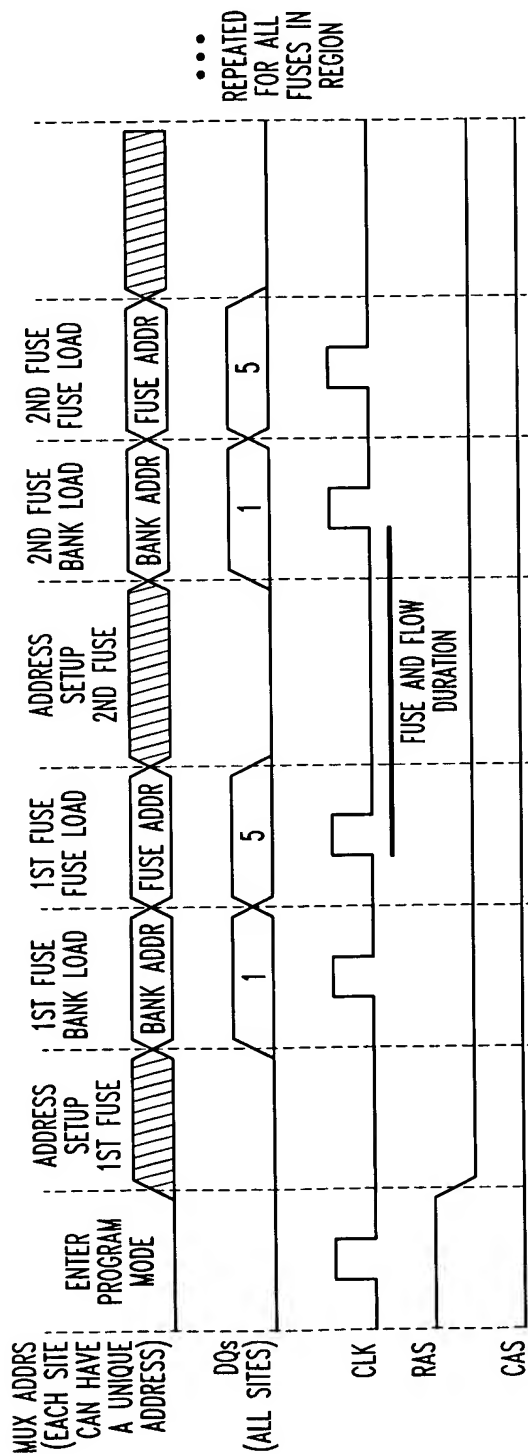 ENTER
PROGRAM
MODE
ADDRESS
SETUP
1ST FUSE
1ST FUSE
BANK LOAD
1ST FUSE
FUSE LOAD
ADDRESS
SETUP
2ND FUSE
2ND FUSE
BANK LOAD
2ND FUSE
FUSE LOAD
MUX ADDRS
(EACH SITE
CAN HAVE
A UNIQUE
ADDRESS)
BANK ADDR
FUSE ADDR
BANK ADDR
FUSE ADDR
DQs
(ALL SITES)
1
5
1
5
•••
REPEATED
FOR ALL
FUSES IN
REGION
CLK
FUSE AND FLOW
DURATION
RAS
CAS